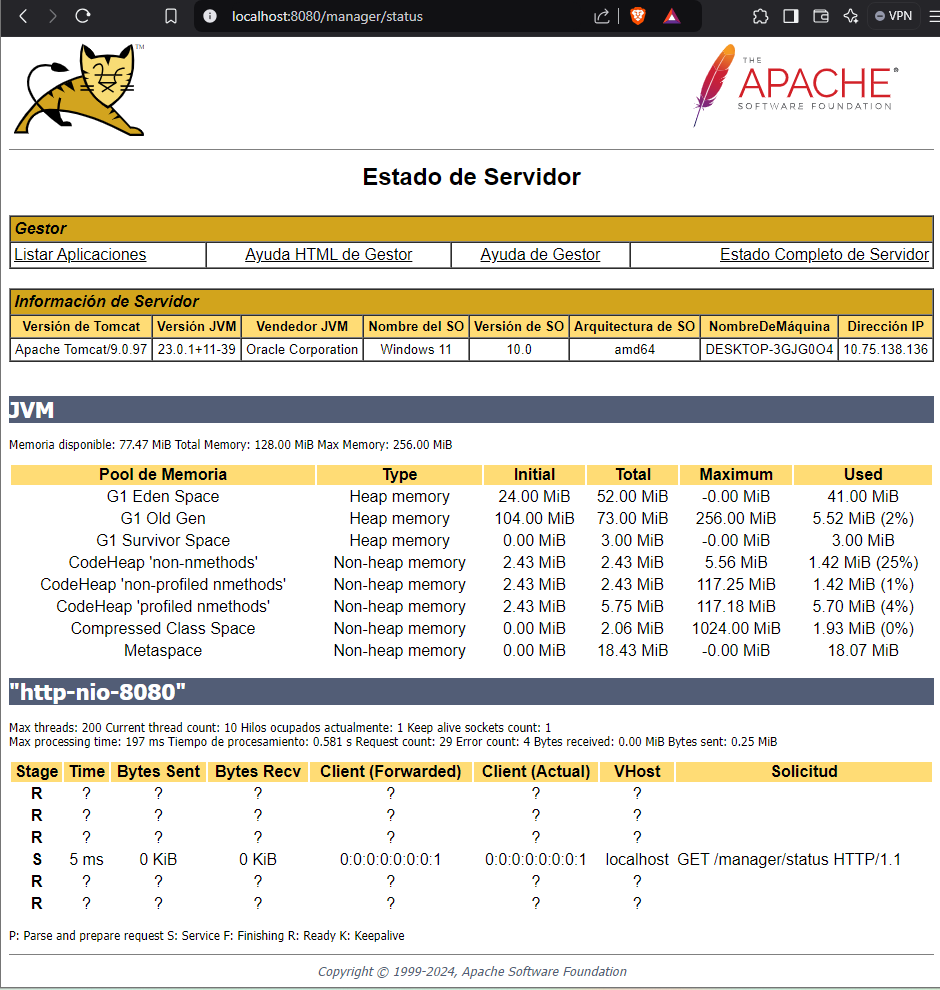 localhost:8080/manager/status
VPN
TM
THE
APACHE®
SOFTWARE FOUNDATION
Estado de Servidor
Gestor
Listar Aplicaciones Ayuda HTML de Gestor Ayuda de Gestor Estado Completo de Servidor
Información de Servidor
Versión de Tomcat Versión JVM Vendedor JVM Nombre del SO Versión de SO Arquitectura de SO NombreDeMáquina Dirección IP
Apache Tomcat/9.0.97 23.0.1+11-39 Oracle Corporation Windows 11 10.0 amd64 DESKTOP-3GJG0O4 10.75.138.136
JVM
Memoria disponible: 77.47 MiB Total Memory: 128.00 MiB Max Memory: 256.00 MiB
Pool de Memoria Type Initial Total Maximum Used
G1 Eden Space Heap memory 24.00 MiB 52.00 MiB -0.00 MiB 41.00 MiB
G1 Old Gen Heap memory 104.00 MiB 73.00 MiB 256.00 MiB 5.52 MiB (2%)
G1 Survivor Space Heap memory 0.00 MiB 3.00 MiB -0.00 MiB 3.00 MiB
CodeHeap 'non-nmethods' Non-heap memory 2.43 MiB 2.43 MiB 5.56 MiB 1.42 MiB (25%)
CodeHeap 'non-profiled nmethods' Non-heap memory 2.43 MiB 2.43 MiB 117.25 MiB 1.42 MiB (1%)
CodeHeap 'profiled nmethods' Non-heap memory 2.43 MiB 5.75 MiB 117.18 MiB 5.70 MiB (4%)
Compressed Class Space Non-heap memory 0.00 MiB 2.06 MiB 1024.00 MiB 1.93 MiB (0%)
Metaspace Non-heap memory 0.00 MiB 18.43 MiB -0.00 MiB 18.07 MiB
"http-nio-8080"
Max threads: 200 Current thread count: 10 Hilos ocupados actualmente: 1 Keep alive sockets count: 1
Max processing time: 197 ms Tiempo de procesamiento: 0.581 s Request count: 29 Error count: 4 Bytes received: 0.00 MiB Bytes sent: 0.25 MiB
Stage Time Bytes Sent Bytes Recv Client (Forwarded) Client (Actual) VHost Solicitud
R ? ? ? ? ? ?
R ? ? ? ? ? ?
R ? ? ? ? ? ?
S 5 ms 0 KiB 0 KiB 0:0:0:0:0:0:0:1 0:0:0:0:0:0:0:1 localhost GET /manager/status HTTP/1.1
R ? ? ? ? ? ?
R ? ? ? ? ? ?
P: Parse and prepare request S: Service F: Finishing R: Ready K: Keepalive
Copyright © 1999-2024, Apache Software Foundation